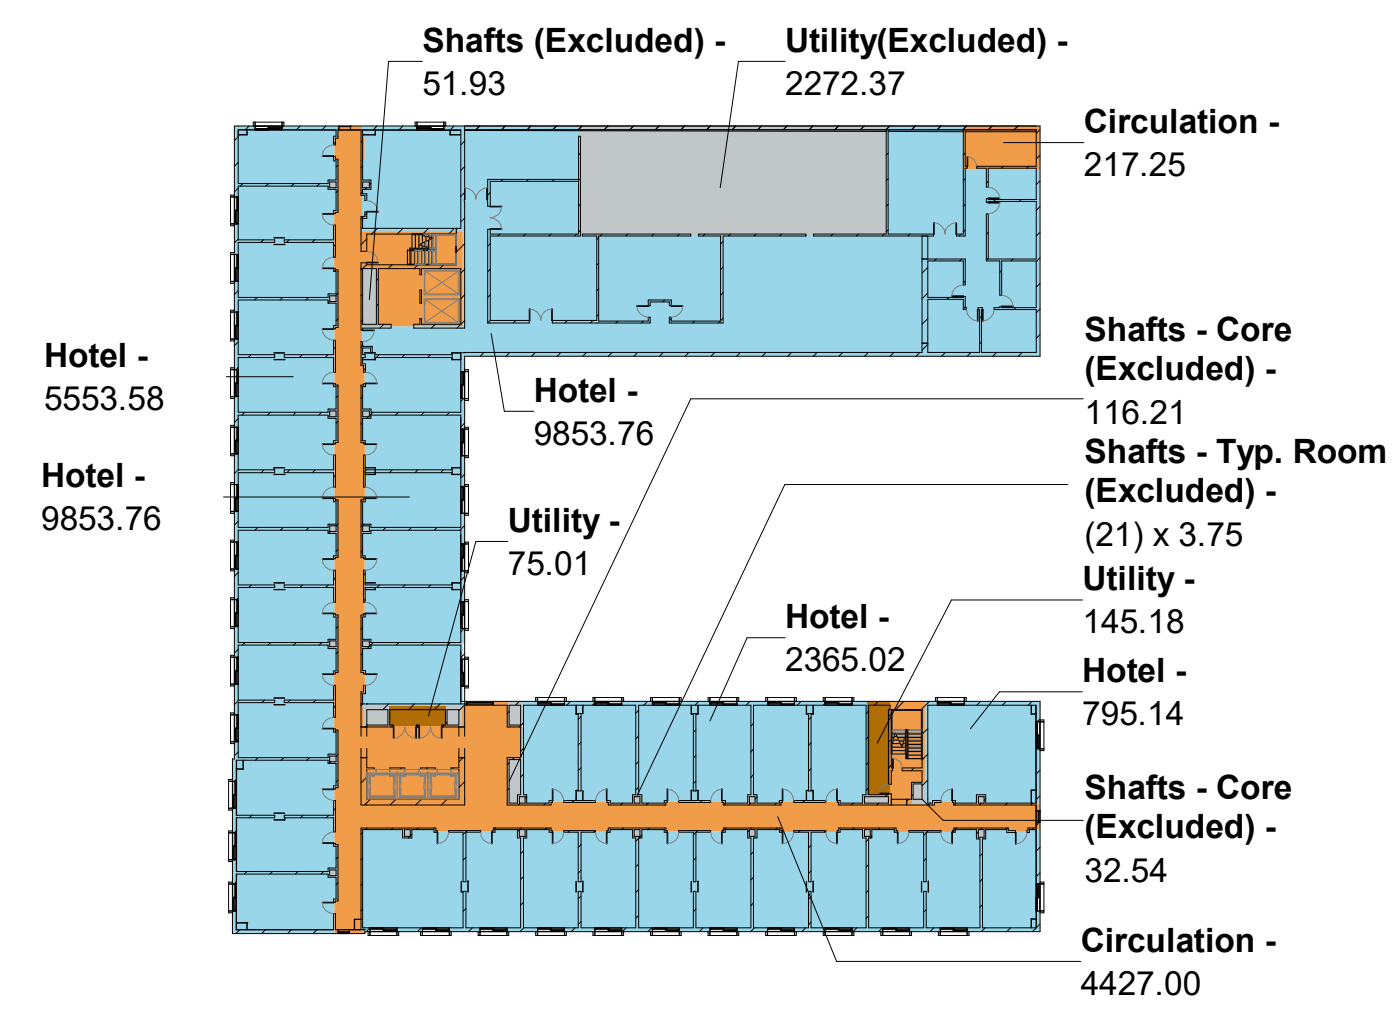 Shafts (Excluded) -
51.93
Utility(Excluded) -
2272.37
Circulation -
217.25
Shafts - Core
(Excluded) -
116.21
Hotel -
5553.58
Hotel -
9853.76
Shafts - Typ. Room
(Excluded) -
(21) x 3.75
Hotel -
9853.76
Utility -
75.01
Utility -
145.18
Hotel -
2365.02
Hotel -
795.14
Shafts - Core
(Excluded) -
32.54
Circulation -
4427.00